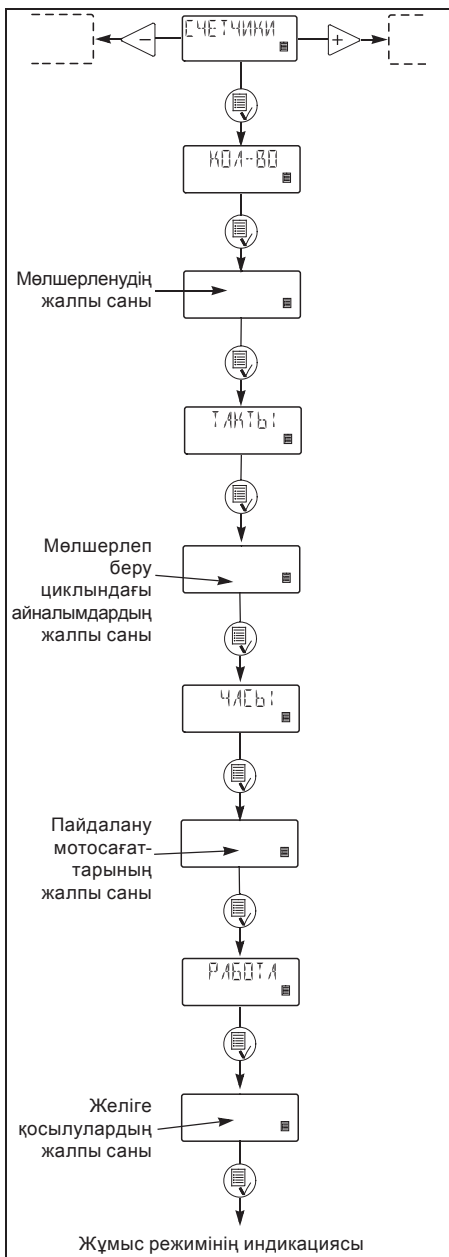 СЧЕТЧИКИ
− +
КОЛ-ВО
Мөлшерленудің
жалпы саны
ТАКТЫ
Мөлшерлеп
беру
циклындағы
айналымдардың
жалпы саны
ЧАСЫ
Пайдалану
мотосағат-
тарының
жалпы саны
РАБОТА
Желіге
қосылулардың
жалпы саны
Жұмыс режимінің индикациясы